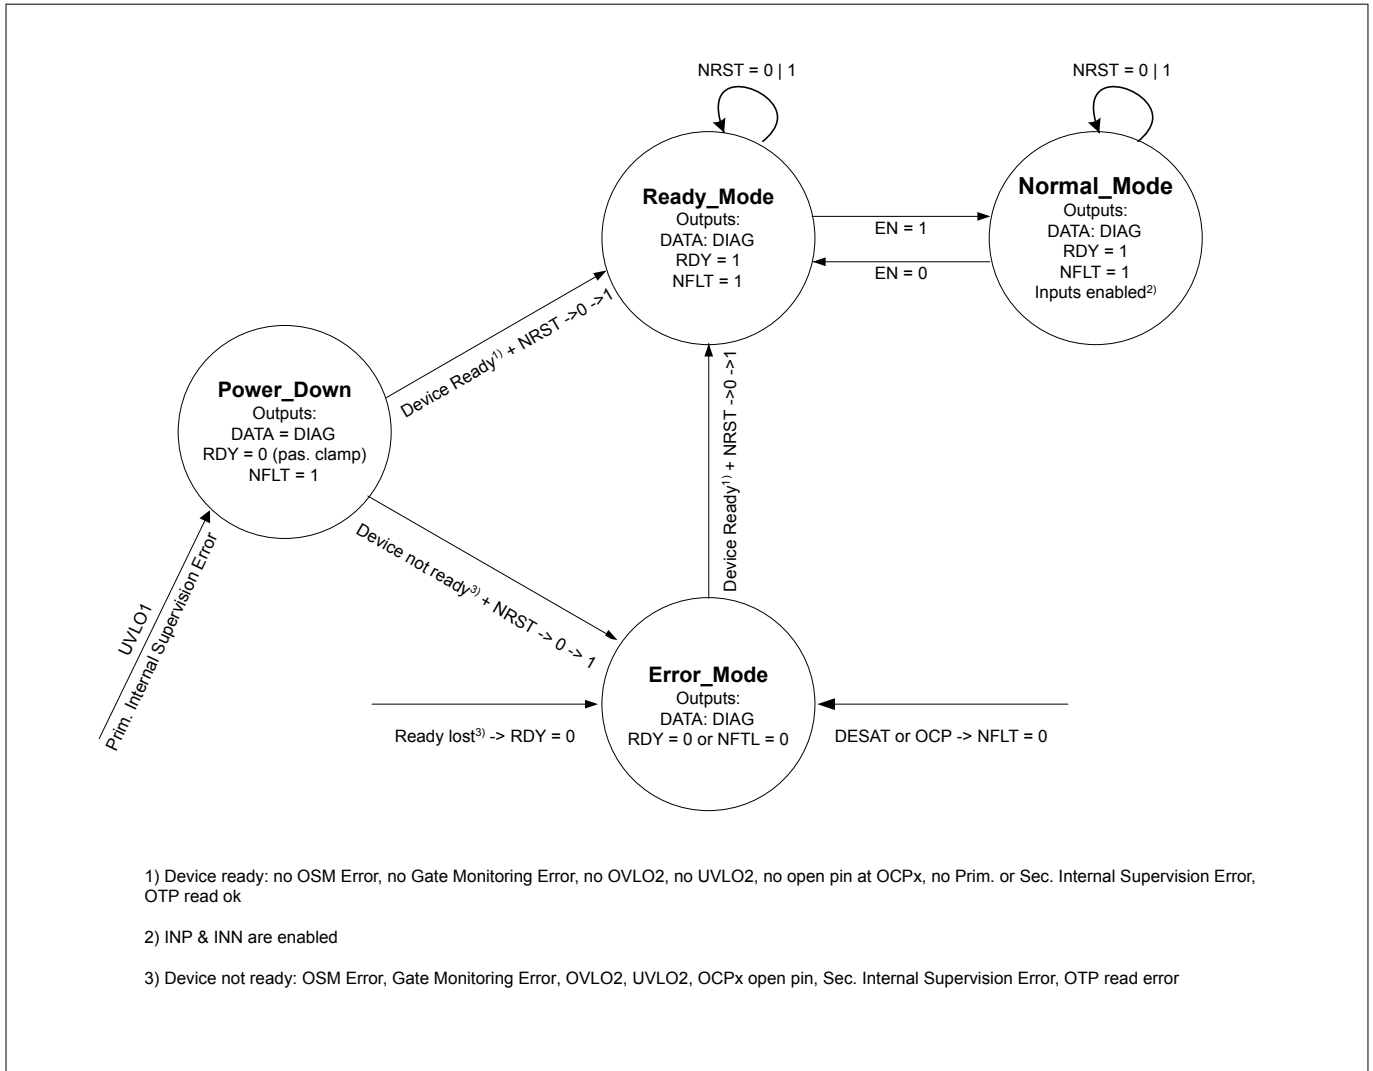 NRST = 0 | 1
NRST = 0 | 1
Ready_Mode
Outputs:
DATA: DIAG
RDY = 1
NFLT = 1
EN = 1
EN = 0
Normal_Mode
Outputs:
DATA: DIAG
RDY = 1
NFLT = 1
Inputs enabled2)
Device Ready1) + NRST ->0 ->1
Power_Down
Outputs:
DATA = DIAG
RDY = 0 (pas. clamp)
NFLT = 1
Device Ready1) + NRST ->0 ->1
Device not ready3) + NRST -> 0 -> 1
UVLO1
Prim. Internal Supervision Error
Error_Mode
Outputs:
DATA: DIAG
RDY = 0 or NFTL = 0
Ready lost3) -> RDY = 0
DESAT or OCP -> NFLT = 0
1) Device ready: no OSM Error, no Gate Monitoring Error, no OVLO2, no UVLO2, no open pin at OCPx, no Prim. or Sec. Internal Supervision Error,
OTP read ok
2) INP & INN are enabled
3) Device not ready: OSM Error, Gate Monitoring Error, OVLO2, UVLO2, OCPx open pin, Sec. Internal Supervision Error, OTP read error